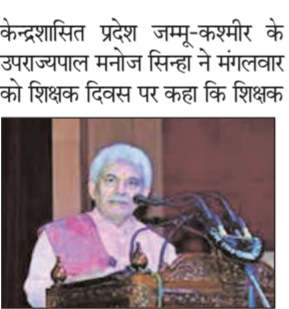 केन्द्रशासित प्रदेश जम्मू-कश्मीर के
उपराज्यपाल मनोज सिन्हा ने मंगलवार
को शिक्षक दिवस पर कहा कि शिक्षक